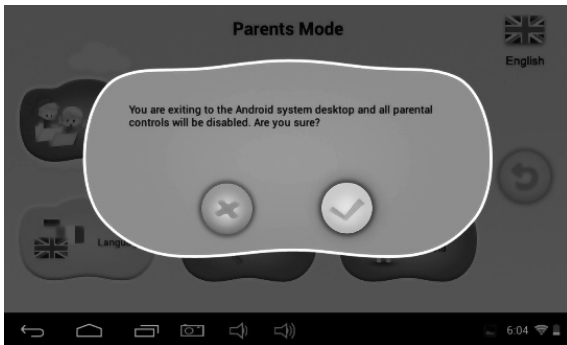 Parents Mode
English
You are exiting to the Android system desktop and all parental
controls will be disabled. Are you sure?
6:04